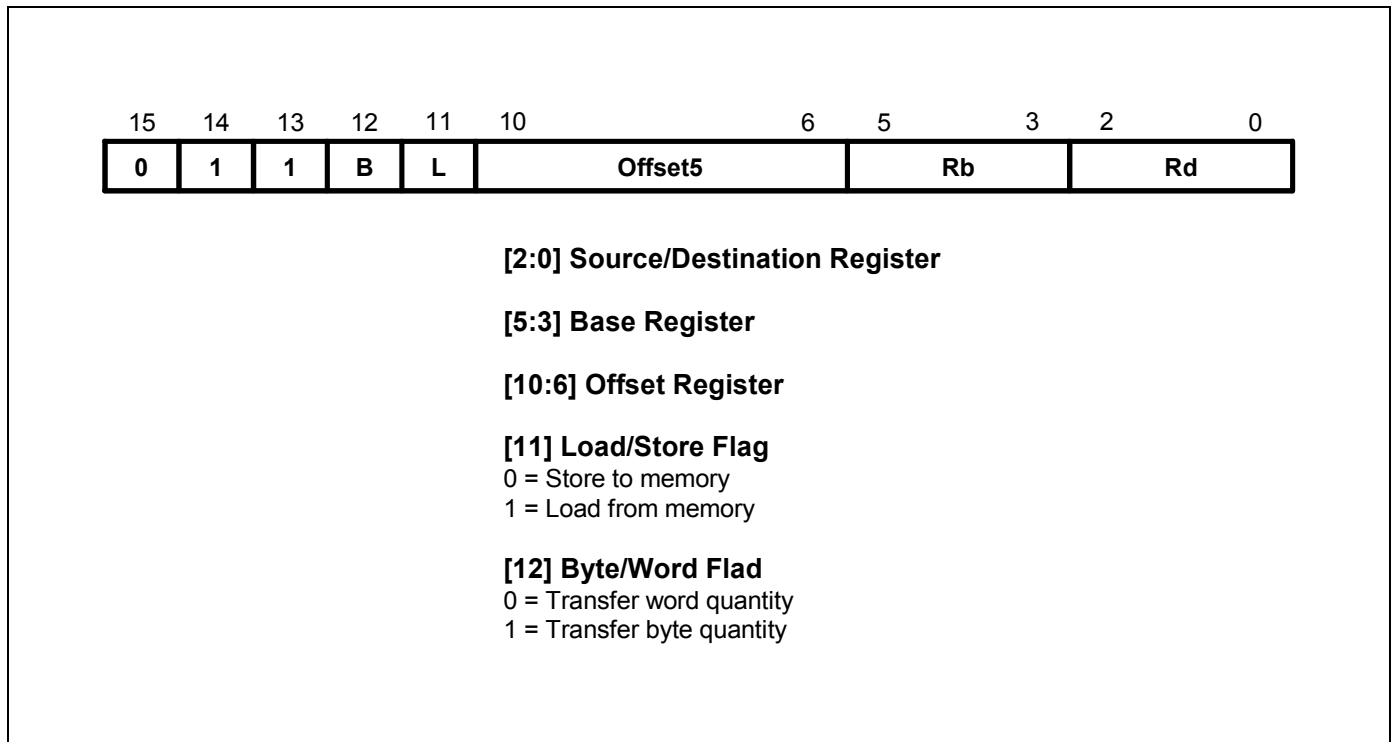 15 14 13 12 11 10 6 5 3 2 0
0 1 1 B L Offset5 Rb Rd
[2:0] Source/Destination Register
[5:3] Base Register
[10:6] Offset Register
[11] Load/Store Flag
0 = Store to memory
1 = Load from memory
[12] Byte/Word Flad
0 = Transfer word quantity
1 = Transfer byte quantity